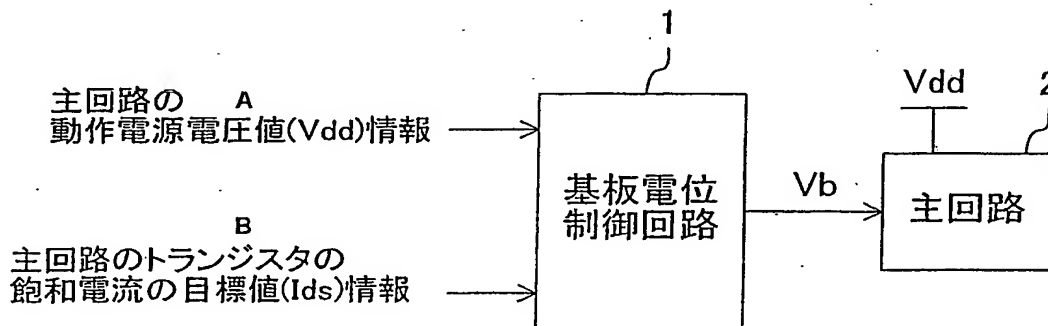 1
主回路の A
動作電源電圧値(Vdd)情報
Vdd
2
基板電位
制御回路
Vb
主回路
B
主回路のトランジスタの
飽和電流の目標値(Ids)情報